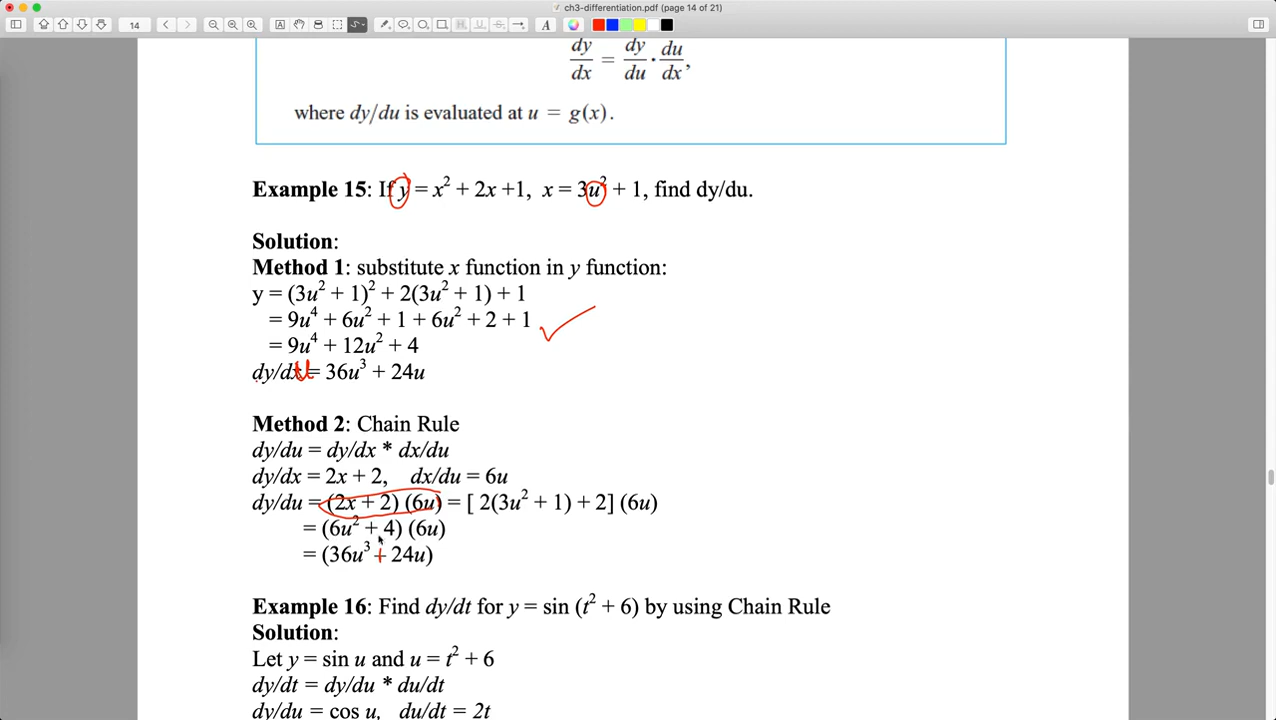 ch3-differentiation.pdf (page 14 of 21)
14
dy/dx = dy/du · du/dx,
where dy/du is evaluated at u = g(x).
Example 15: If y = x² + 2x +1, x = 3u² + 1, find dy/du.
Solution:
Method 1: substitute x function in y function:
y = (3u² + 1)² + 2(3u² + 1) + 1
= 9u⁴ + 6u² + 1 + 6u² + 2 + 1
= 9u⁴ + 12u² + 4
dy/du = 36u³ + 24u
Method 2: Chain Rule
dy/du = dy/dx * dx/du
dy/dx = 2x + 2, dx/du = 6u
dy/du = (2x + 2) (6u) = [ 2(3u² + 1) + 2] (6u)
= (6u² + 4) (6u)
= (36u³ + 24u)
Example 16: Find dy/dt for y = sin (t² + 6) by using Chain Rule
Solution:
Let y = sin u and u = t² + 6
dy/dt = dy/du * du/dt
dy/du = cos u, du/dt = 2t